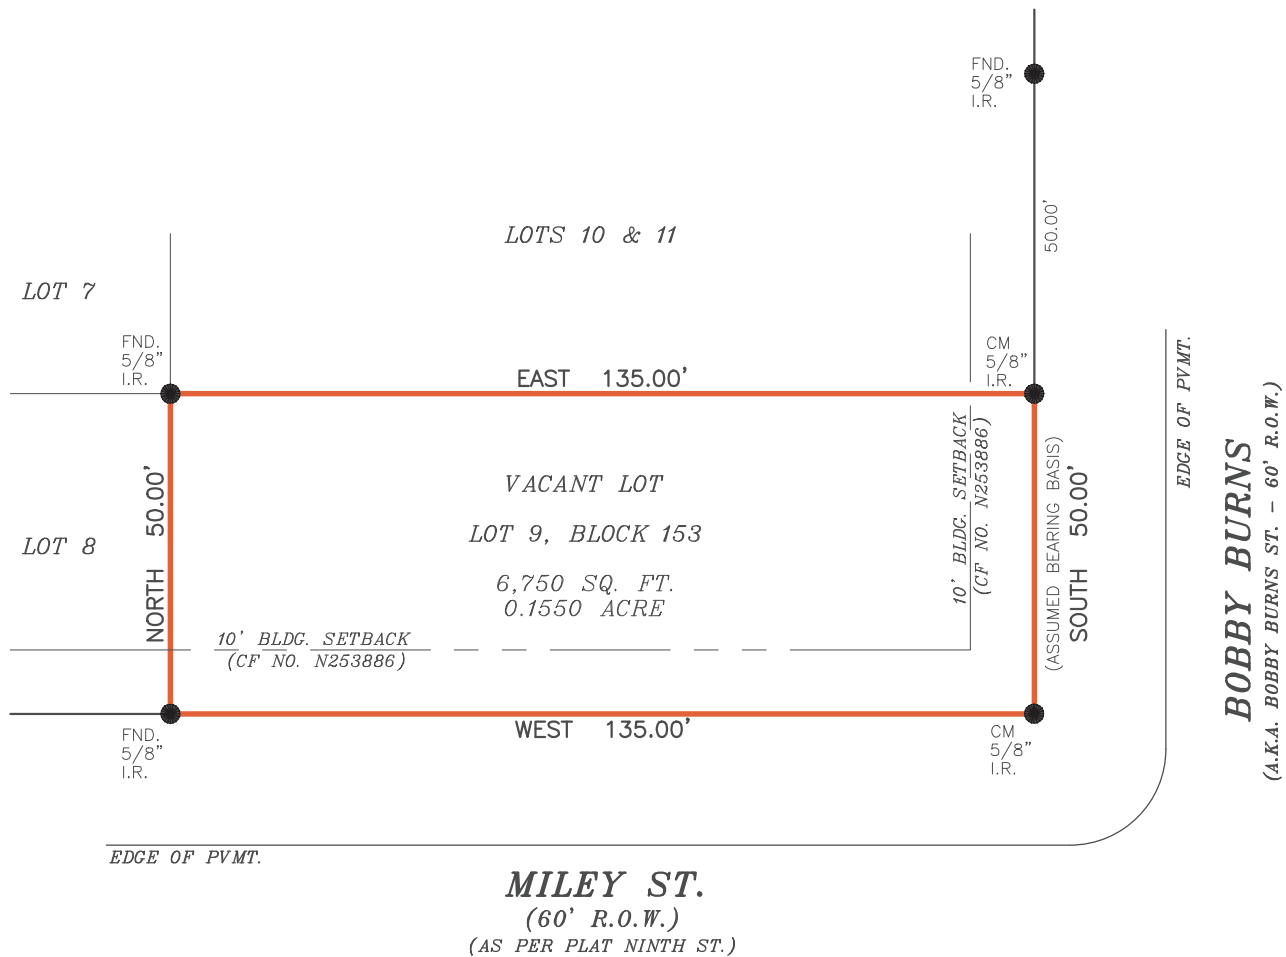 FND.
5/8"
I.R.
50.00'
LOTS 10 & 11
LOT 7
FND.
5/8"
I.R.
CM
5/8"
I.R.
EAST 135.00'
EDGE OF PVMT.
NORTH 50.00'
VACANT LOT
LOT 9, BLOCK 153
6,750 SQ. FT.
0.1550 ACRE
LOT 8
10' BLDG. SETBACK
(CF NO. N253886)
(ASSUMED BEARING BASIS)
SOUTH 50.00'
BOBBY BURNS
(A.K.A. BOBBY BURNS ST. - 60' R.O.W.)
10' BLDG. SETBACK
(CF NO. N253886)
WEST 135.00'
FND.
5/8"
I.R.
CM
5/8"
I.R.
EDGE OF PVMT.
MILEY ST.
(60' R.O.W.)
(AS PER PLAT NINTH ST.)